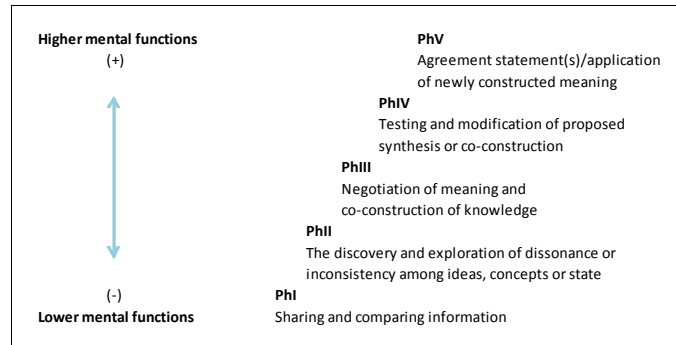 Higher mental functions
(+)
PhV
Agreement statement(s)/application
of newly constructed meaning
PhIV
Testing and modification of proposed
synthesis or co-construction
PhIII
Negotiation of meaning and
co-construction of knowledge
PhII
The discovery and exploration of dissonance or
inconsistency among ideas, concepts or state
(-)
PhI
Lower mental functions
Sharing and comparing information